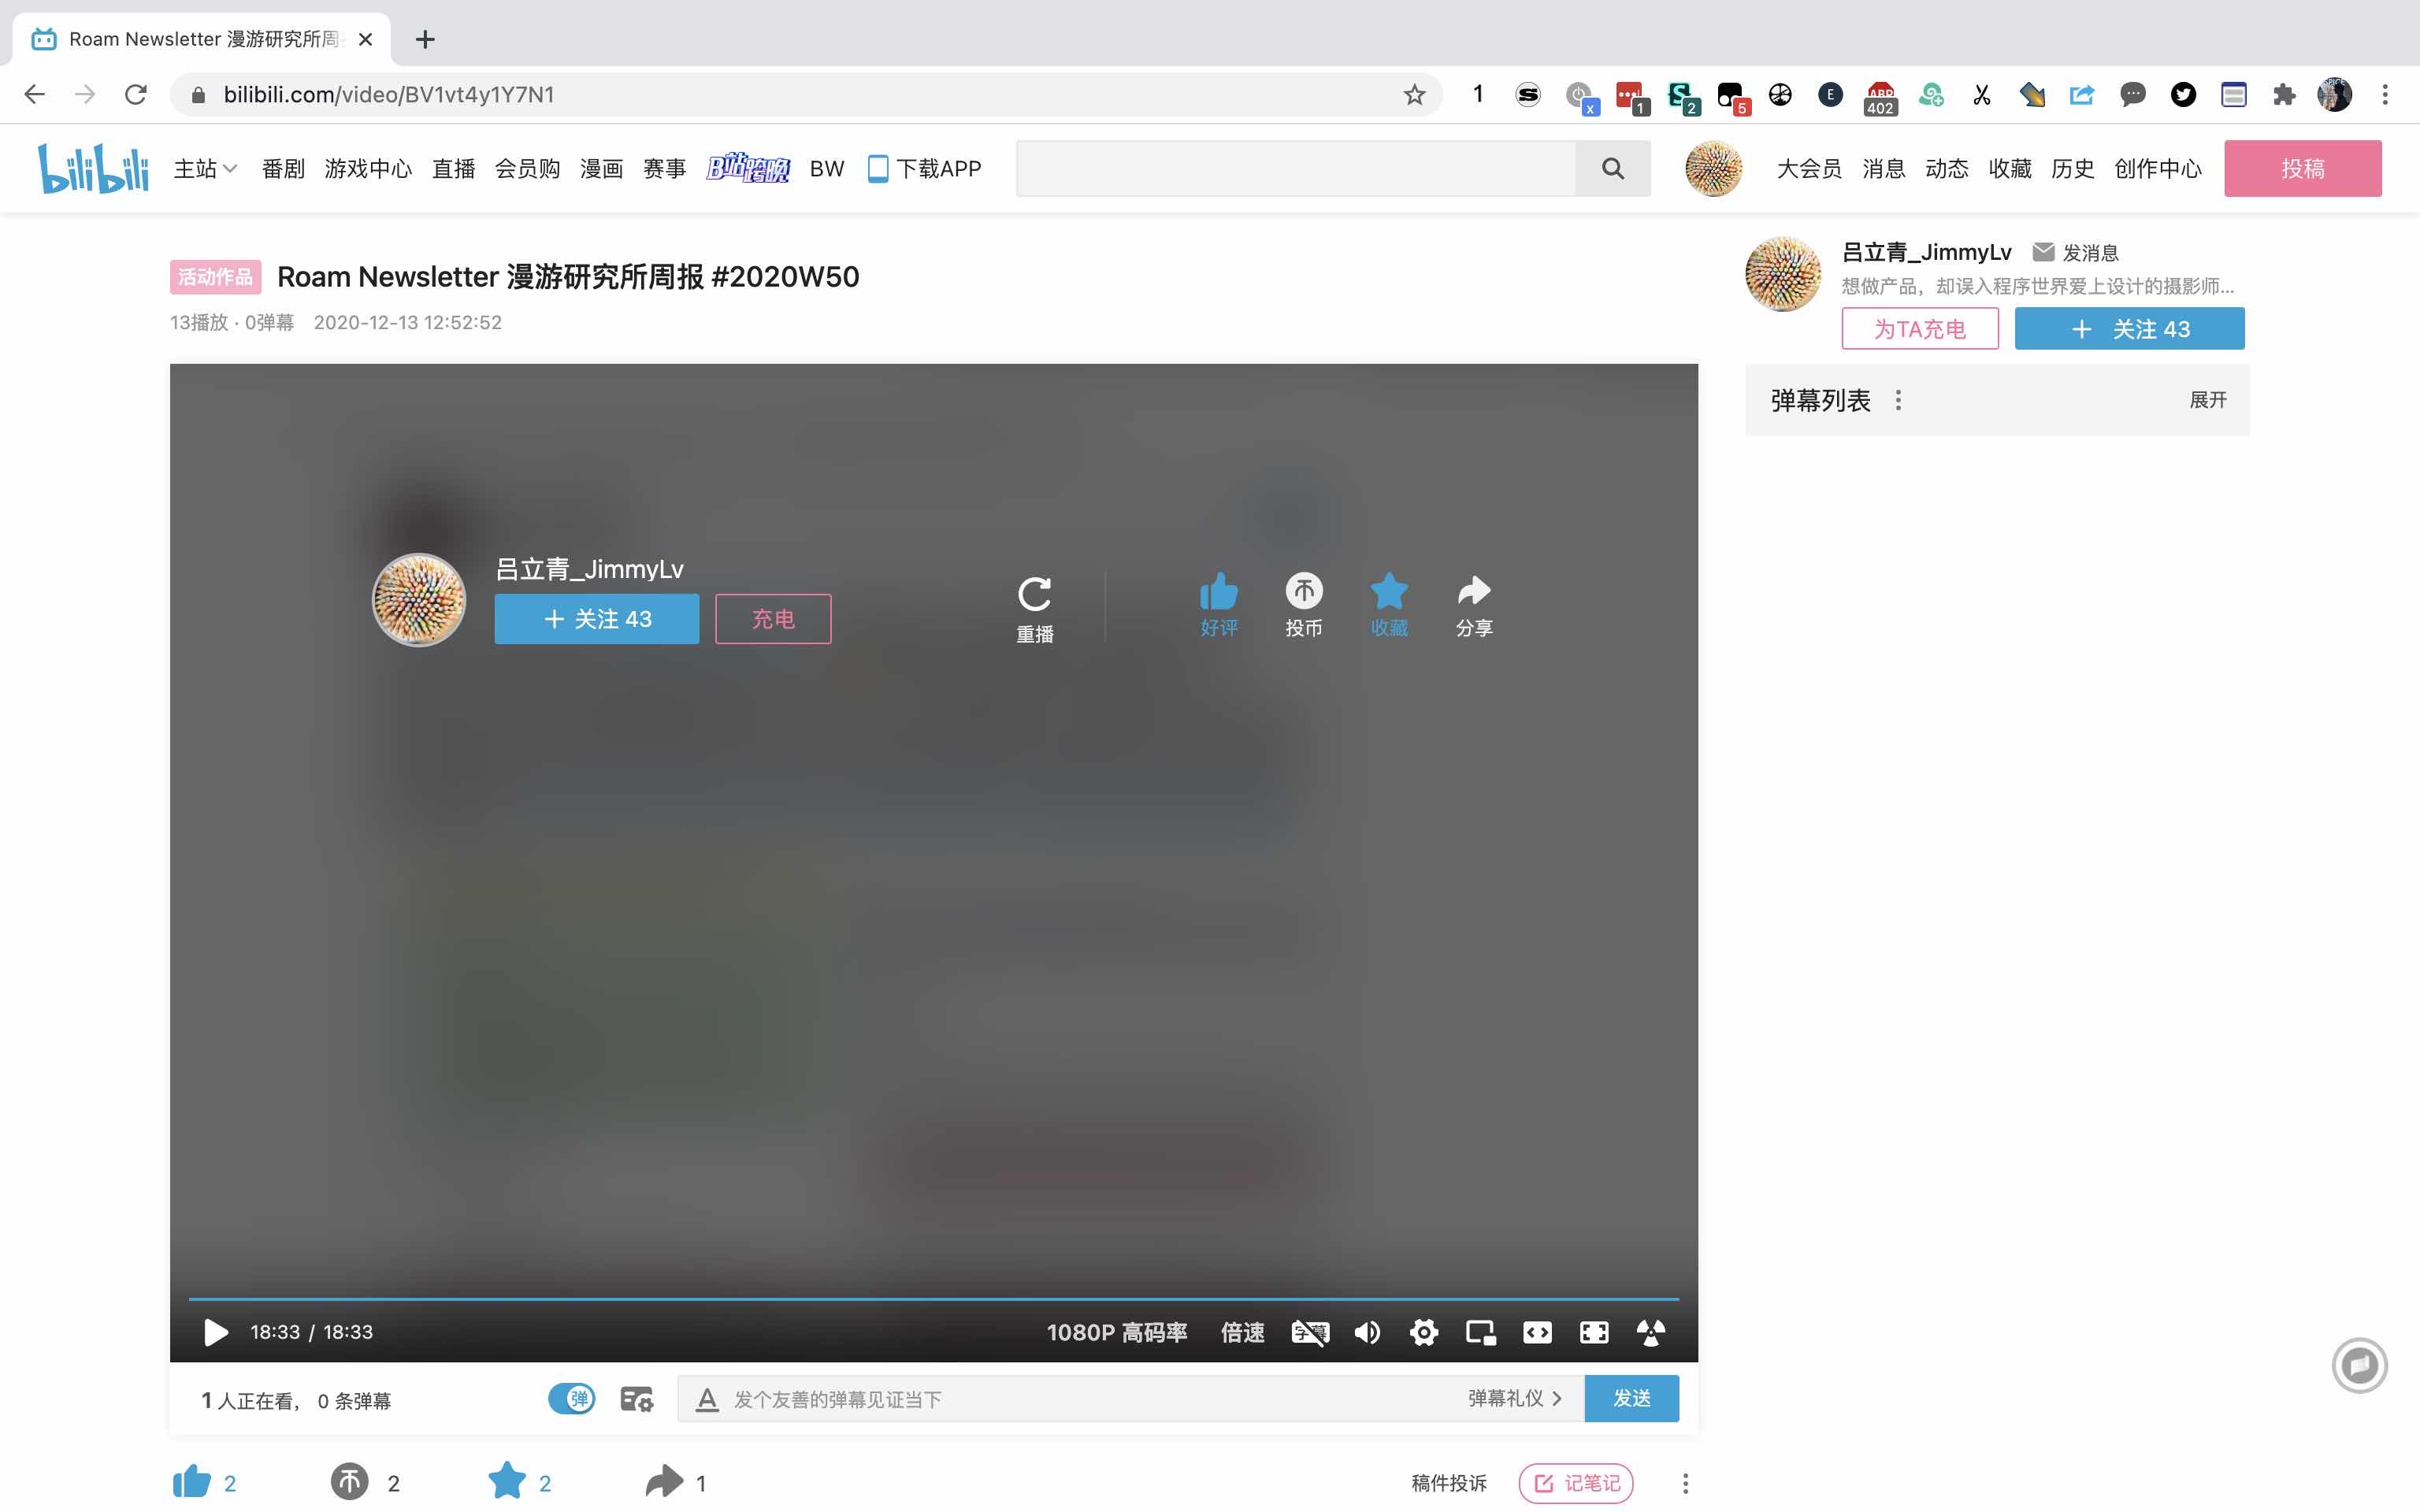 Roam Newsletter 漫游研究所周
bilibili.com/video/BV1vt4y1Y7N1
1
x
1
2
5
E
ABP
402
bilibili
主站 番剧 游戏中心 直播 会员购 漫画 赛事 B站跨晚 BW 下载APP
大会员 消息 动态 收藏 历史 创作中心 投稿
活动作品 Roam Newsletter 漫游研究所周报 #2020W50
13播放 · 0弹幕 2020-12-13 12:52:52
吕立青_JimmyLv 发消息
想做产品，却误入程序世界爱上设计的摄影师...
为TA充电 + 关注 43
弹幕列表 展开
吕立青_JimmyLv
+ 关注 43 充电
重播 好评 投币 收藏 分享
18:33 / 18:33 1080P 高码率 倍速 字幕
1 人正在看， 0 条弹幕 弹 A 发个友善的弹幕见证当下 弹幕礼仪 > 发送
2 2 2 1 稿件投诉 记笔记